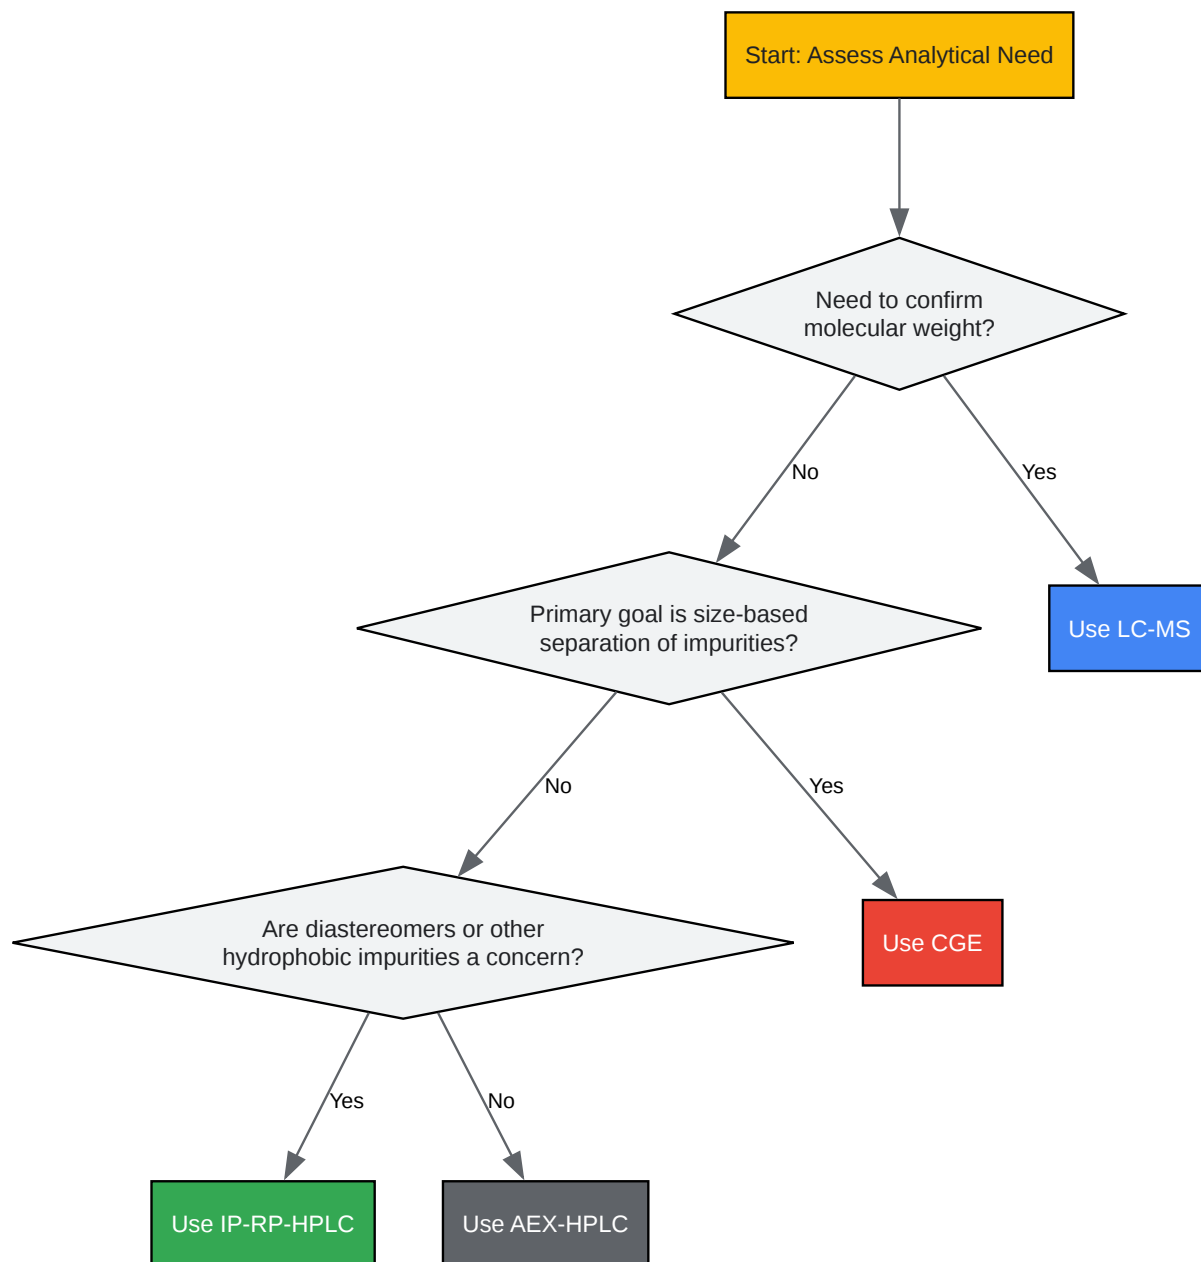 Start: Assess Analytical Need
Need to confirm
molecular weight?
No
Yes
Primary goal is size-based
separation of impurities?
Use LC-MS
No
Yes
Are diastereomers or other
hydrophobic impurities a concern?
Use CGE
Yes
No
Use IP-RP-HPLC
Use AEX-HPLC